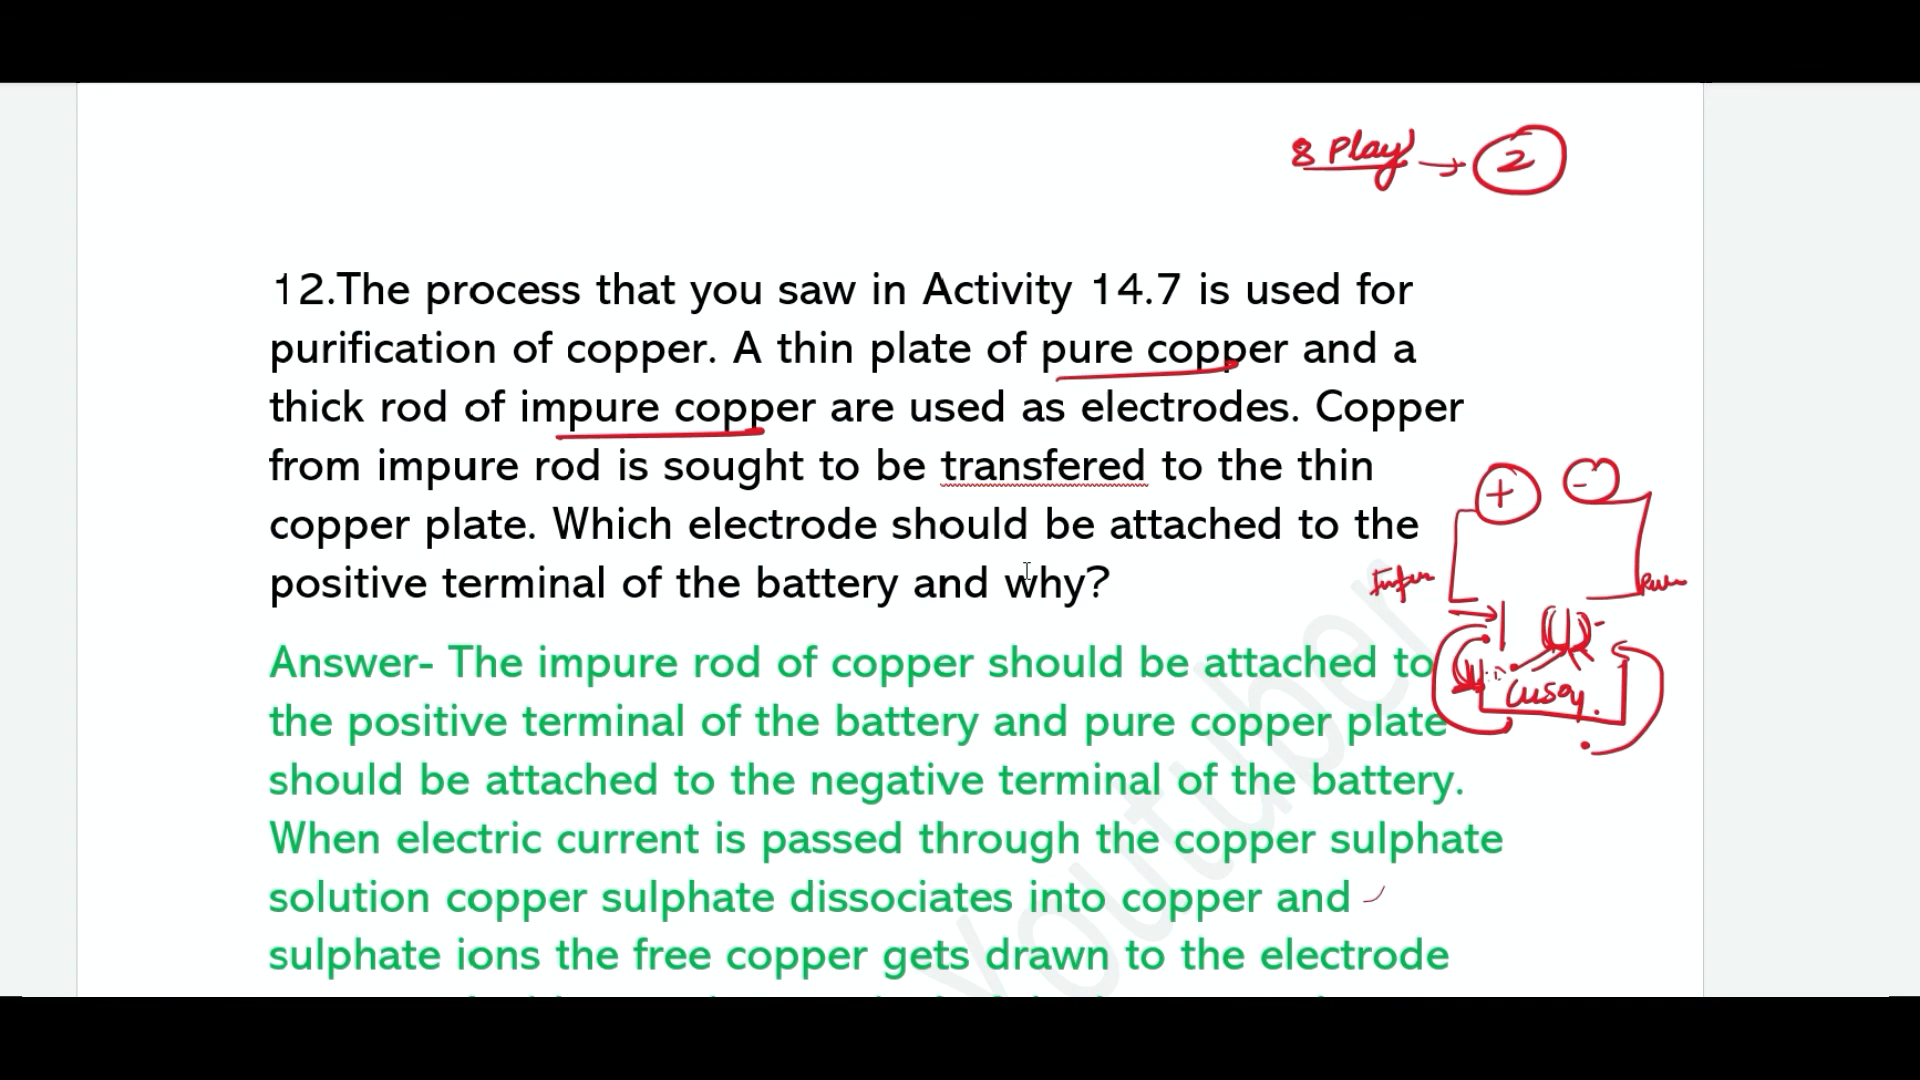 8 Play → 2
12.The process that you saw in Activity 14.7 is used for
purification of copper. A thin plate of pure copper and a
thick rod of impure copper are used as electrodes. Copper
from impure rod is sought to be transfered to the thin
copper plate. Which electrode should be attached to the
positive terminal of the battery and why?
+ -
Answer- The impure rod of copper should be attached to
the positive terminal of the battery and pure copper plate
should be attached to the negative terminal of the battery.
When electric current is passed through the copper sulphate
solution copper sulphate dissociates into copper and
sulphate ions the free copper gets drawn to the electrode
CuSO4
Youtuber